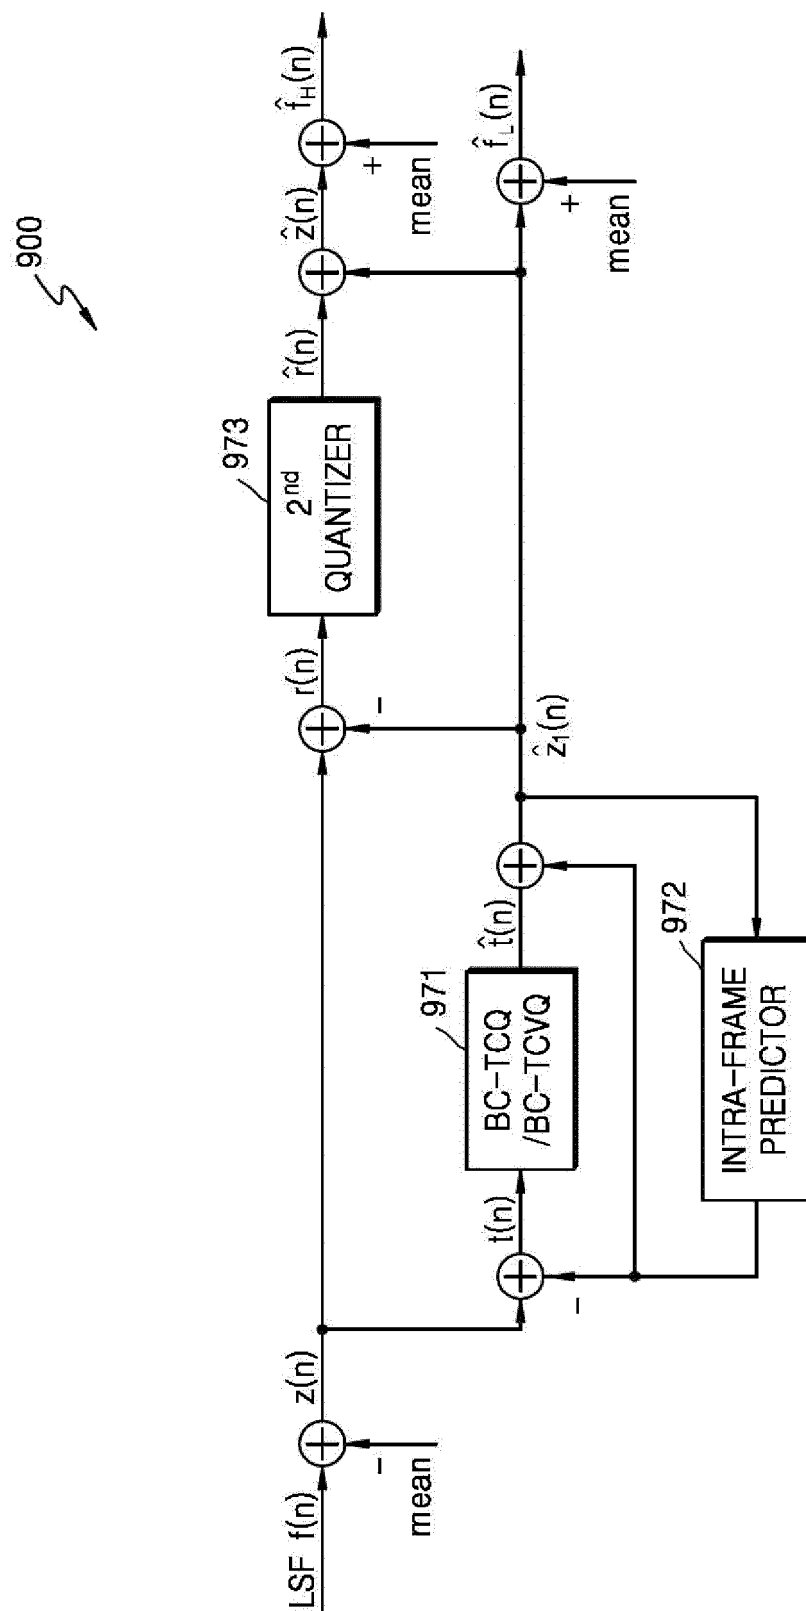 900
LSF f(n)
mean
−
z(n)
r(n)
−
973
2nd
QUANTIZER
r̂(n)
ẑ(n)
+
mean
f̂H(n)
t(n)
−
971
BC-TCQ
/BC-TCVQ
t̂(n)
ẑ1(n)
+
mean
f̂L(n)
972
INTRA-FRAME
PREDICTOR